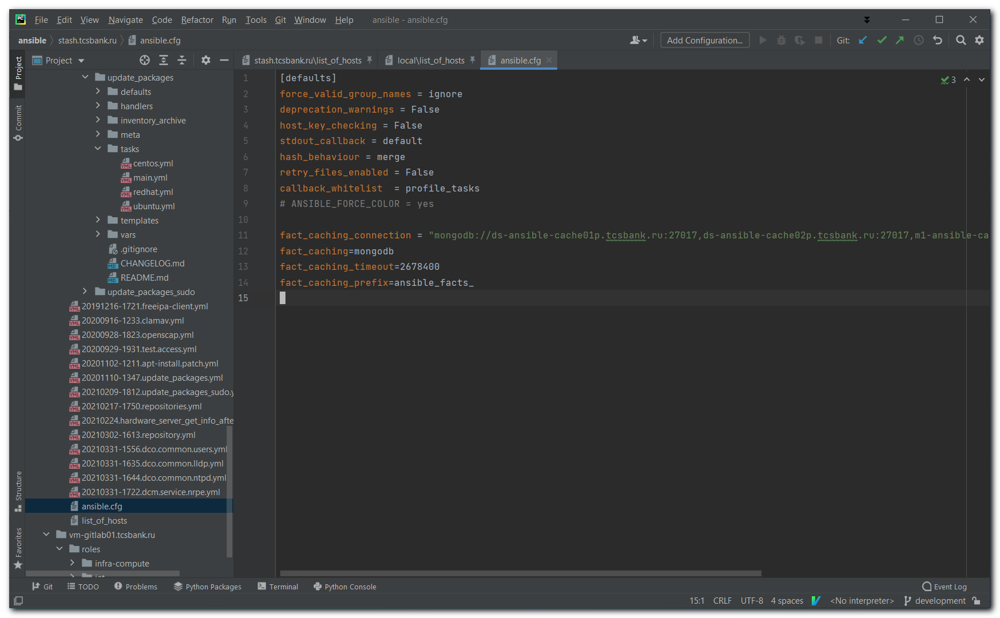 PC
File Edit View Navigate Code Refactor Run Tools Git Window Help ansible - ansible.cfg
ansible stash.tcsbank.ru ansible.cfg Add Configuration... Git:
Project stash.tcsbank.ru\list_of_hosts local\list_of_hosts ansible.cfg
Project
Commit
Structure
Favorites
update_packages
defaults
handlers
inventory_archive
meta
tasks
centos.yml
main.yml
redhat.yml
ubuntu.yml
templates
vars
.gitignore
CHANGELOG.md
README.md
update_packages_sudo
20191216-1721.freeipa-client.yml
20200916-1233.clamav.yml
20200928-1823.openscap.yml
20200929-1931.test.access.yml
20201102-1211.apt-install.patch.yml
20201110-1347.update_packages.yml
20210209-1812.update_packages_sudo.y
20210217-1750.repositories.yml
20210224.hardware_server_get_info_afte
20210302-1613.repository.yml
20210331-1556.dco.common.users.yml
20210331-1635.dco.common.lldp.yml
20210331-1644.dco.common.ntpd.yml
20210331-1722.dcm.service.nrpe.yml
ansible.cfg
list_of_hosts
vm-gitlab01.tcsbank.ru
roles
infra-compute
1 [defaults] 3
2 force_valid_group_names = ignore
3 deprecation_warnings = False
4 host_key_checking = False
5 stdout_callback = default
6 hash_behaviour = merge
7 retry_files_enabled = False
8 callback_whitelist  = profile_tasks
9 # ANSIBLE_FORCE_COLOR = yes
10
11 fact_caching_connection = "mongodb://ds-ansible-cache01p.tcsbank.ru:27017,ds-ansible-cache02p.tcsbank.ru:27017,m1-ansible-ca
12 fact_caching=mongodb
13 fact_caching_timeout=2678400
14 fact_caching_prefix=ansible_facts_
15
Git TODO Problems Python Packages Terminal Python Console Event Log
15:1 CRLF UTF-8 4 spaces <No interpreter> development